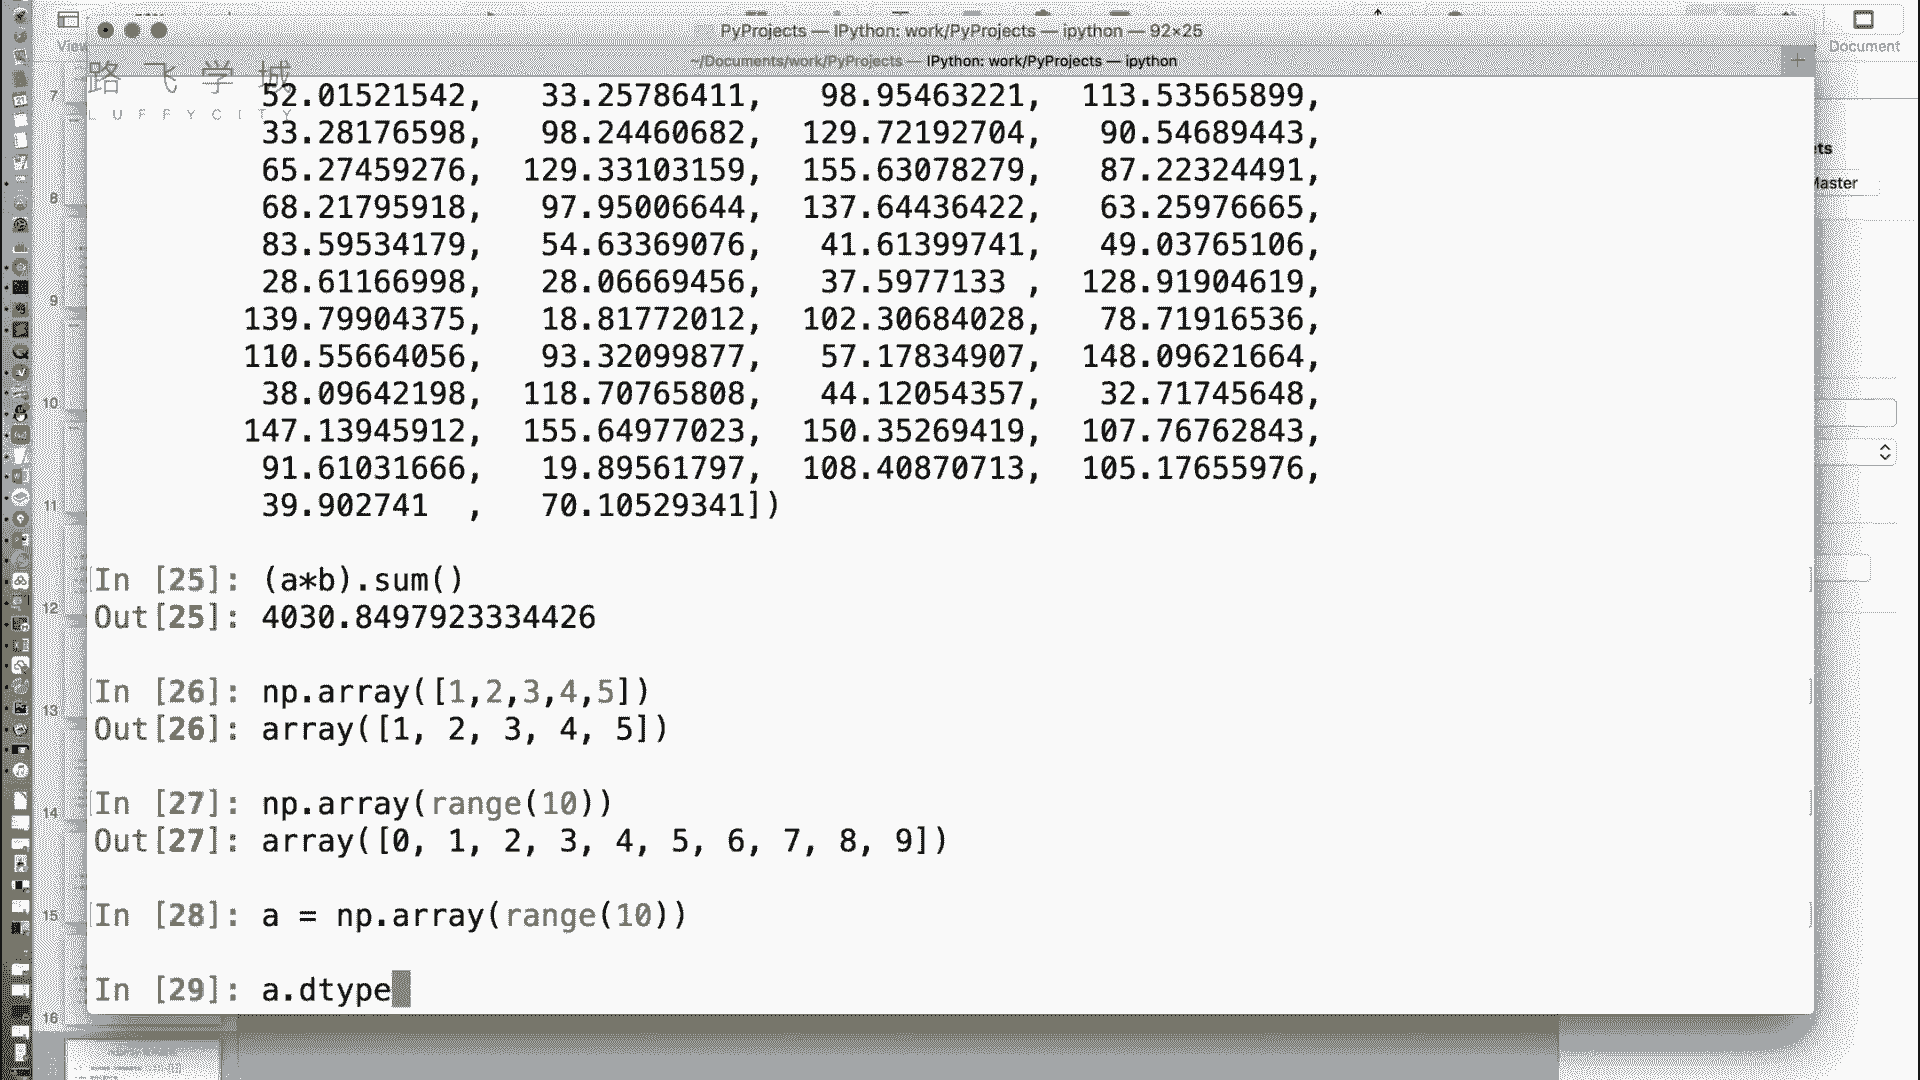 View
PyProjects — IPython: work/PyProjects — ipython — 92×25
Document
~/Documents/work/PyProjects — IPython: work/PyProjects — ipython
路飞学城
LUFFYCITY
52.01521542, 33.25786411, 98.95463221, 113.53565899,
33.28176598, 98.24460682, 129.72192704, 90.54689443,
65.27459276, 129.33103159, 155.63078279, 87.22324491,
68.21795918, 97.95006644, 137.64436422, 63.25976665,
83.59534179, 54.63369076, 41.61399741, 49.03765106,
28.61166998, 28.06669456, 37.5977133 , 128.91904619,
139.79904375, 18.81772012, 102.30684028, 78.71916536,
110.55664056, 93.32099877, 57.17834907, 148.09621664,
38.09642198, 118.70765808, 44.12054357, 32.71745648,
147.13945912, 155.64977023, 150.35269419, 107.76762843,
91.61031666, 19.89561797, 108.40870713, 105.17655976,
39.902741 , 70.10529341])
In [25]: (a*b).sum()
Out[25]: 4030.8497923334426
In [26]: np.array([1,2,3,4,5])
Out[26]: array([1, 2, 3, 4, 5])
In [27]: np.array(range(10))
Out[27]: array([0, 1, 2, 3, 4, 5, 6, 7, 8, 9])
In [28]: a = np.array(range(10))
In [29]: a.dtype
7
8
9
10
11
12
13
14
15
16
ts
Master